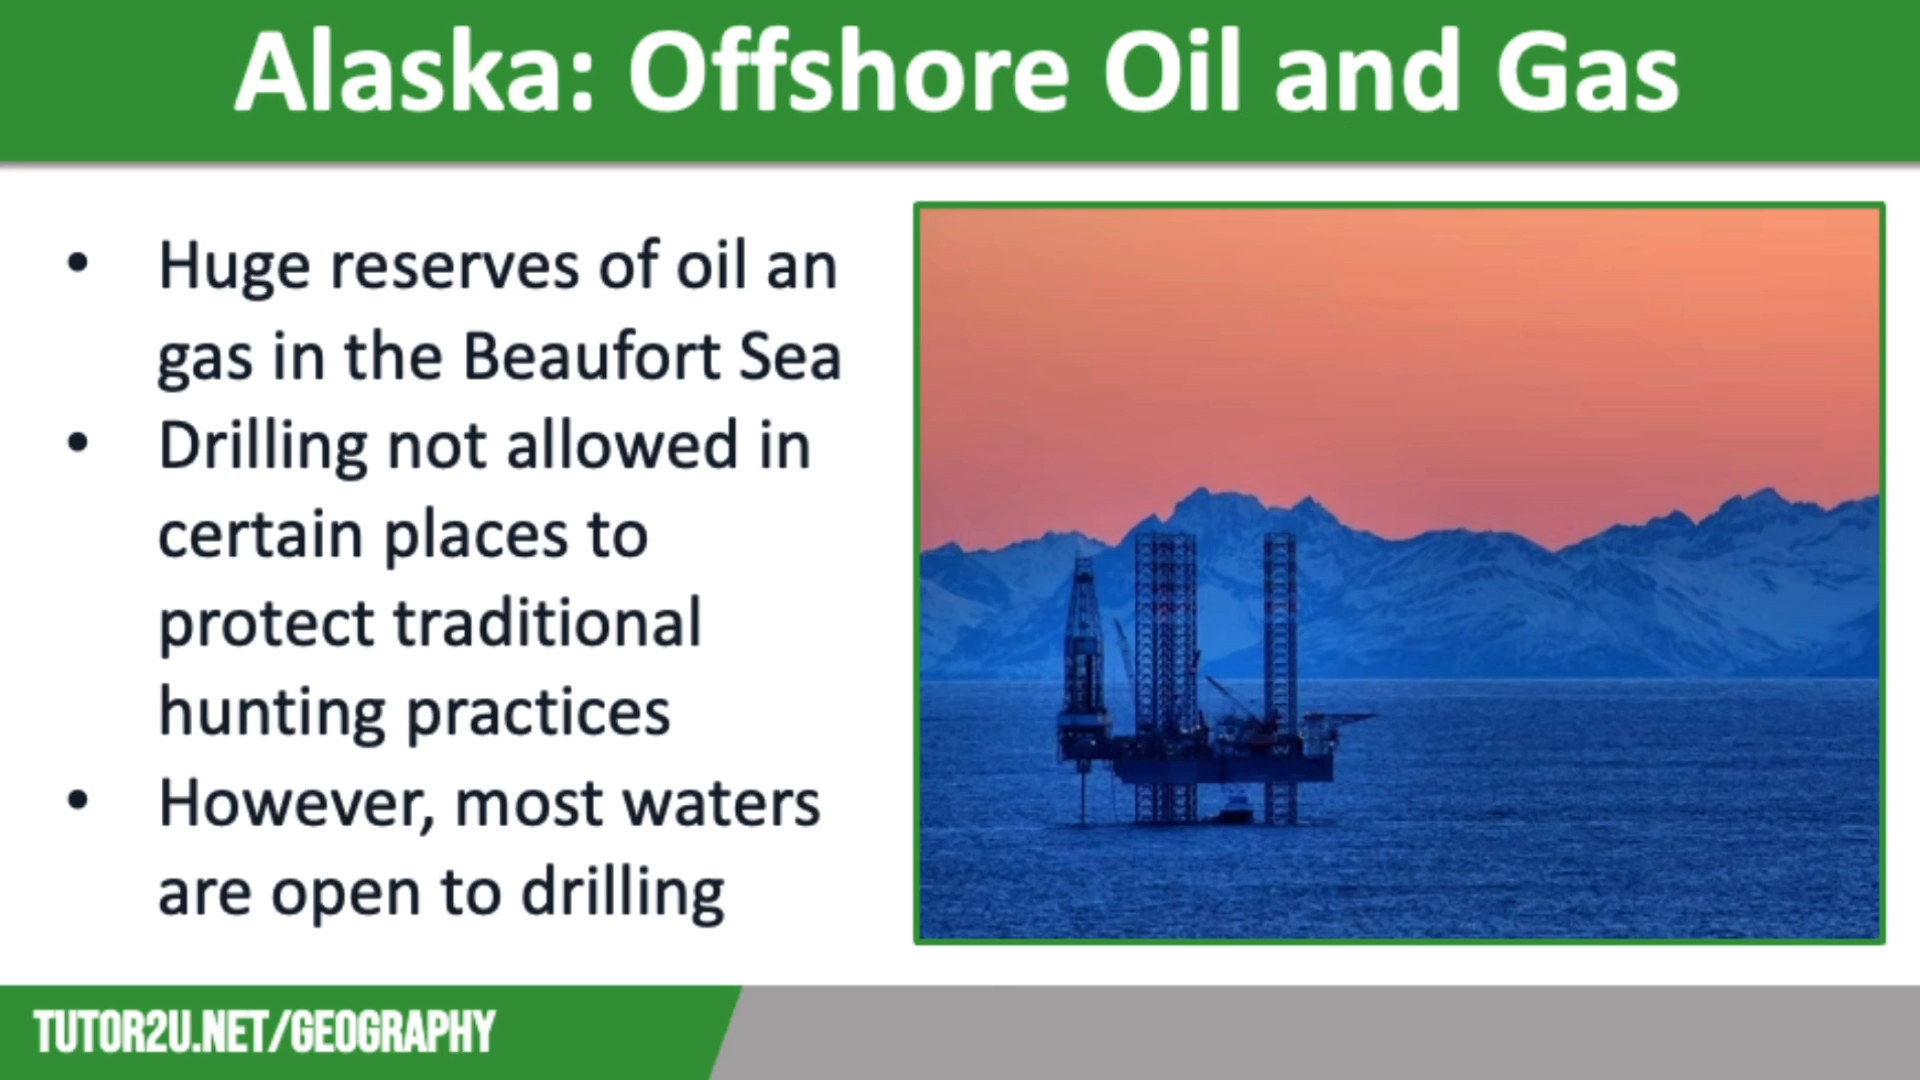 Alaska: Offshore Oil and Gas
• Huge reserves of oil an
gas in the Beaufort Sea
• Drilling not allowed in
certain places to
protect traditional
hunting practices
• However, most waters
are open to drilling
TUTOR2U.NET/GEOGRAPHY